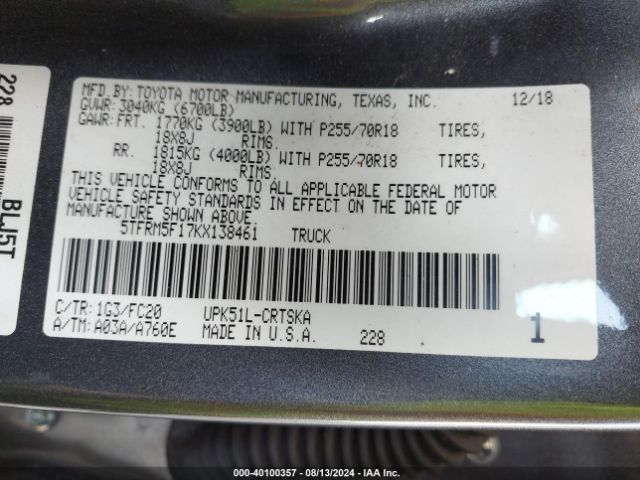 MFD.BY: TOYOTA MOTOR MANUFACTURING, TEXAS, INC. 12/18
GVWR: 3040KG (6700LB)
GAWR: FRT. 1770KG (3900LB) WITH P255/70R18 TIRES,
18X8J RIMS.
RR. 1815KG (4000LB) WITH P255/70R18 TIRES,
18X8J RIMS.
THIS VEHICLE CONFORMS TO ALL APPLICABLE FEDERAL MOTOR
VEHICLE SAFETY STANDARDS IN EFFECT ON THE DATE OF
MANUFACTURE SHOWN ABOVE.
5TFRM5F17KX138461 TRUCK
C/TR: 1G3/FC20 UPK51L-CRTSKA
A/TM: A03A/A760E MADE IN U.S.A. 228 1
228 BLJ5T
000-40100357 - 08/13/2024 - IAA Inc.